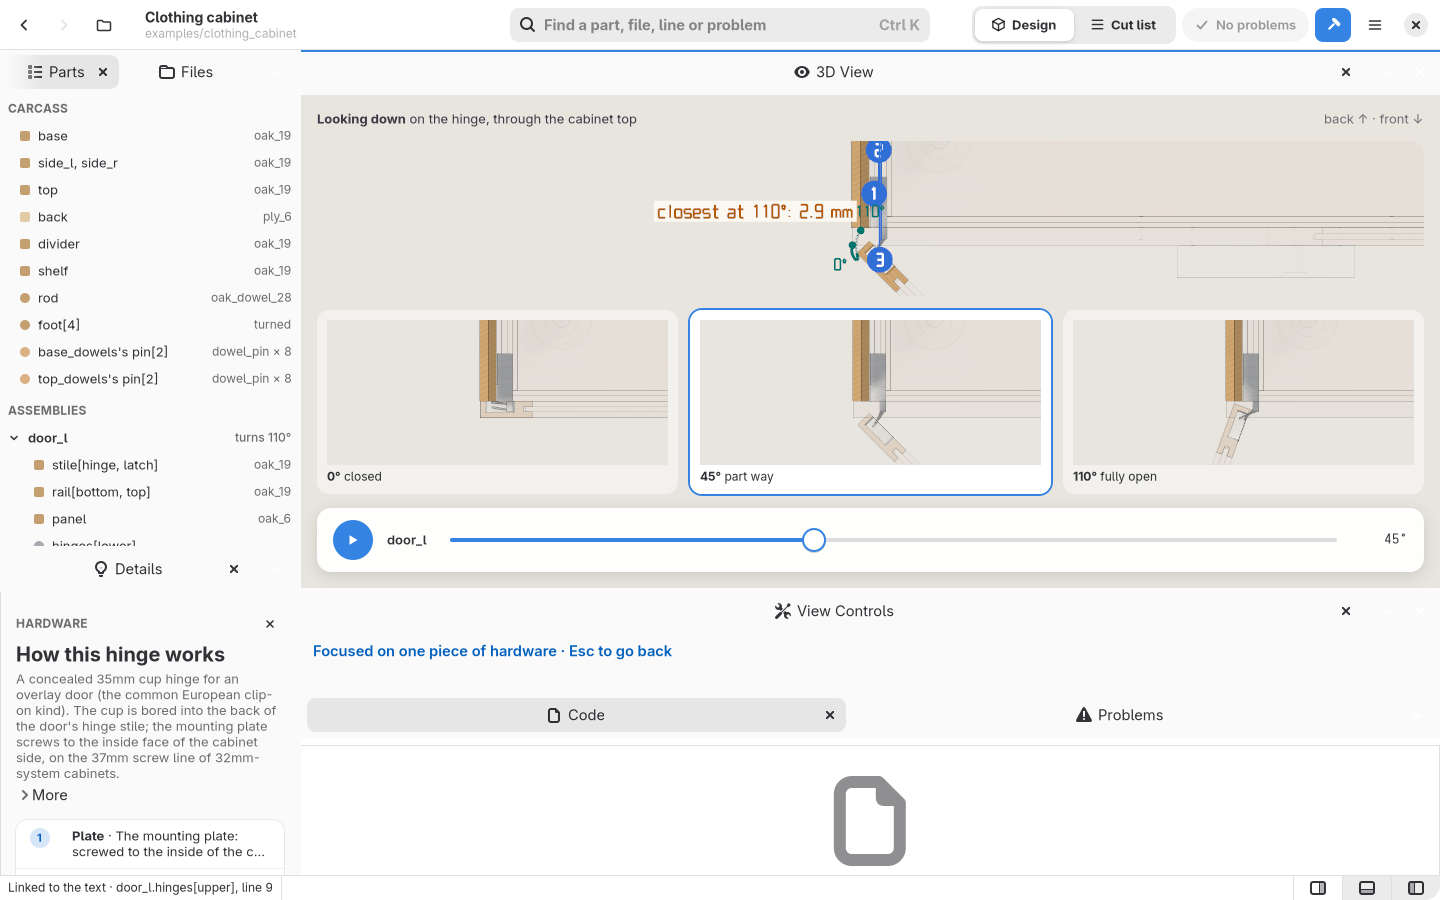 Clothing cabinet
examples/clothing_cabinet
Find a part, file, line or problem Ctrl K
Design
Cut list
No problems
Parts
Files
CARCASS
base oak_19
side_l, side_r oak_19
top oak_19
back ply_6
divider oak_19
shelf oak_19
rod oak_dowel_28
foot[4] turned
base_dowels's pin[2] dowel_pin × 8
top_dowels's pin[2] dowel_pin × 8
ASSEMBLIES
door_l turns 110°
stile[hinge, latch] oak_19
rail[bottom, top] oak_19
panel oak_6
hinges[lower]
Details
HARDWARE
How this hinge works
A concealed 35mm cup hinge for an
overlay door (the common European clip-
on kind). The cup is bored into the back of
the door's hinge stile; the mounting plate
screws to the inside face of the cabinet
side, on the 37mm screw line of 32mm-
system cabinets.
More
1 Plate · The mounting plate:
screwed to the inside of the c...
3D View
Looking down on the hinge, through the cabinet top
back ↑ · front ↓
2
1
closest at 110°: 2.9 mm
110°
0°
3
0° closed
45° part way
110° fully open
door_l 45°
View Controls
Focused on one piece of hardware · Esc to go back
Code
Problems
Linked to the text · door_l.hinges[upper], line 9